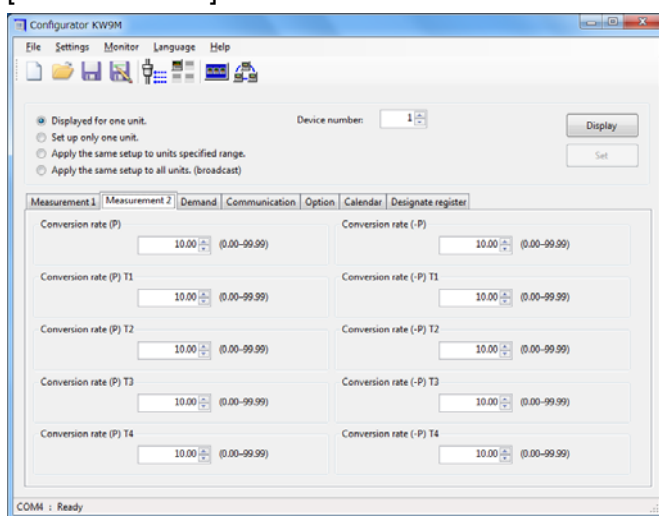 Configurator KW9M
File Settings Monitor Language Help
Displayed for one unit.
Device number: 1
Display
Set up only one unit.
Apply the same setup to units specified range.
Set
Apply the same setup to all units. (broadcast)
Measurement 1 Measurement 2 Demand Communication Option Calendar Designate register
Conversion rate (P) Conversion rate (-P)
10.00 (0.00-99.99) 10.00 (0.00-99.99)
Conversion rate (P) T1 Conversion rate (-P) T1
10.00 (0.00-99.99) 10.00 (0.00-99.99)
Conversion rate (P) T2 Conversion rate (-P) T2
10.00 (0.00-99.99) 10.00 (0.00-99.99)
Conversion rate (P) T3 Conversion rate (-P) T3
10.00 (0.00-99.99) 10.00 (0.00-99.99)
Conversion rate (P) T4 Conversion rate (-P) T4
10.00 (0.00-99.99) 10.00 (0.00-99.99)
COM4 : Ready